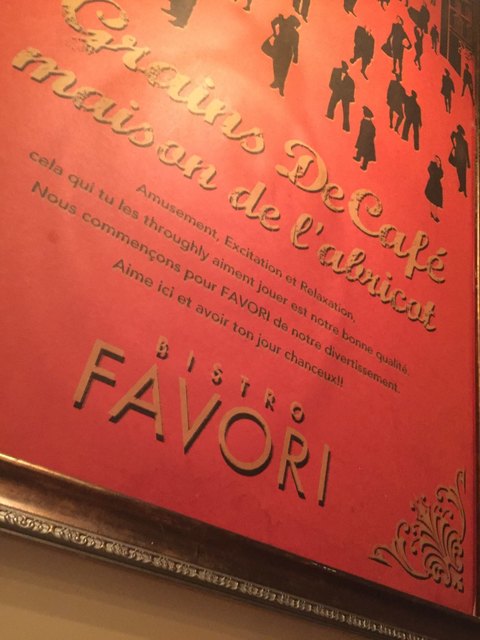 Grains DeCafé
maison de l'abricot
Amusement, Excitation et Relaxation,
cela qui tu les throughly aiment jouer est notre bonne qualité.
Nous commençons pour FAVORI de notre divertissement.
Aime ici et avoir ton jour chanceux!!
BISTRO
FAVORI